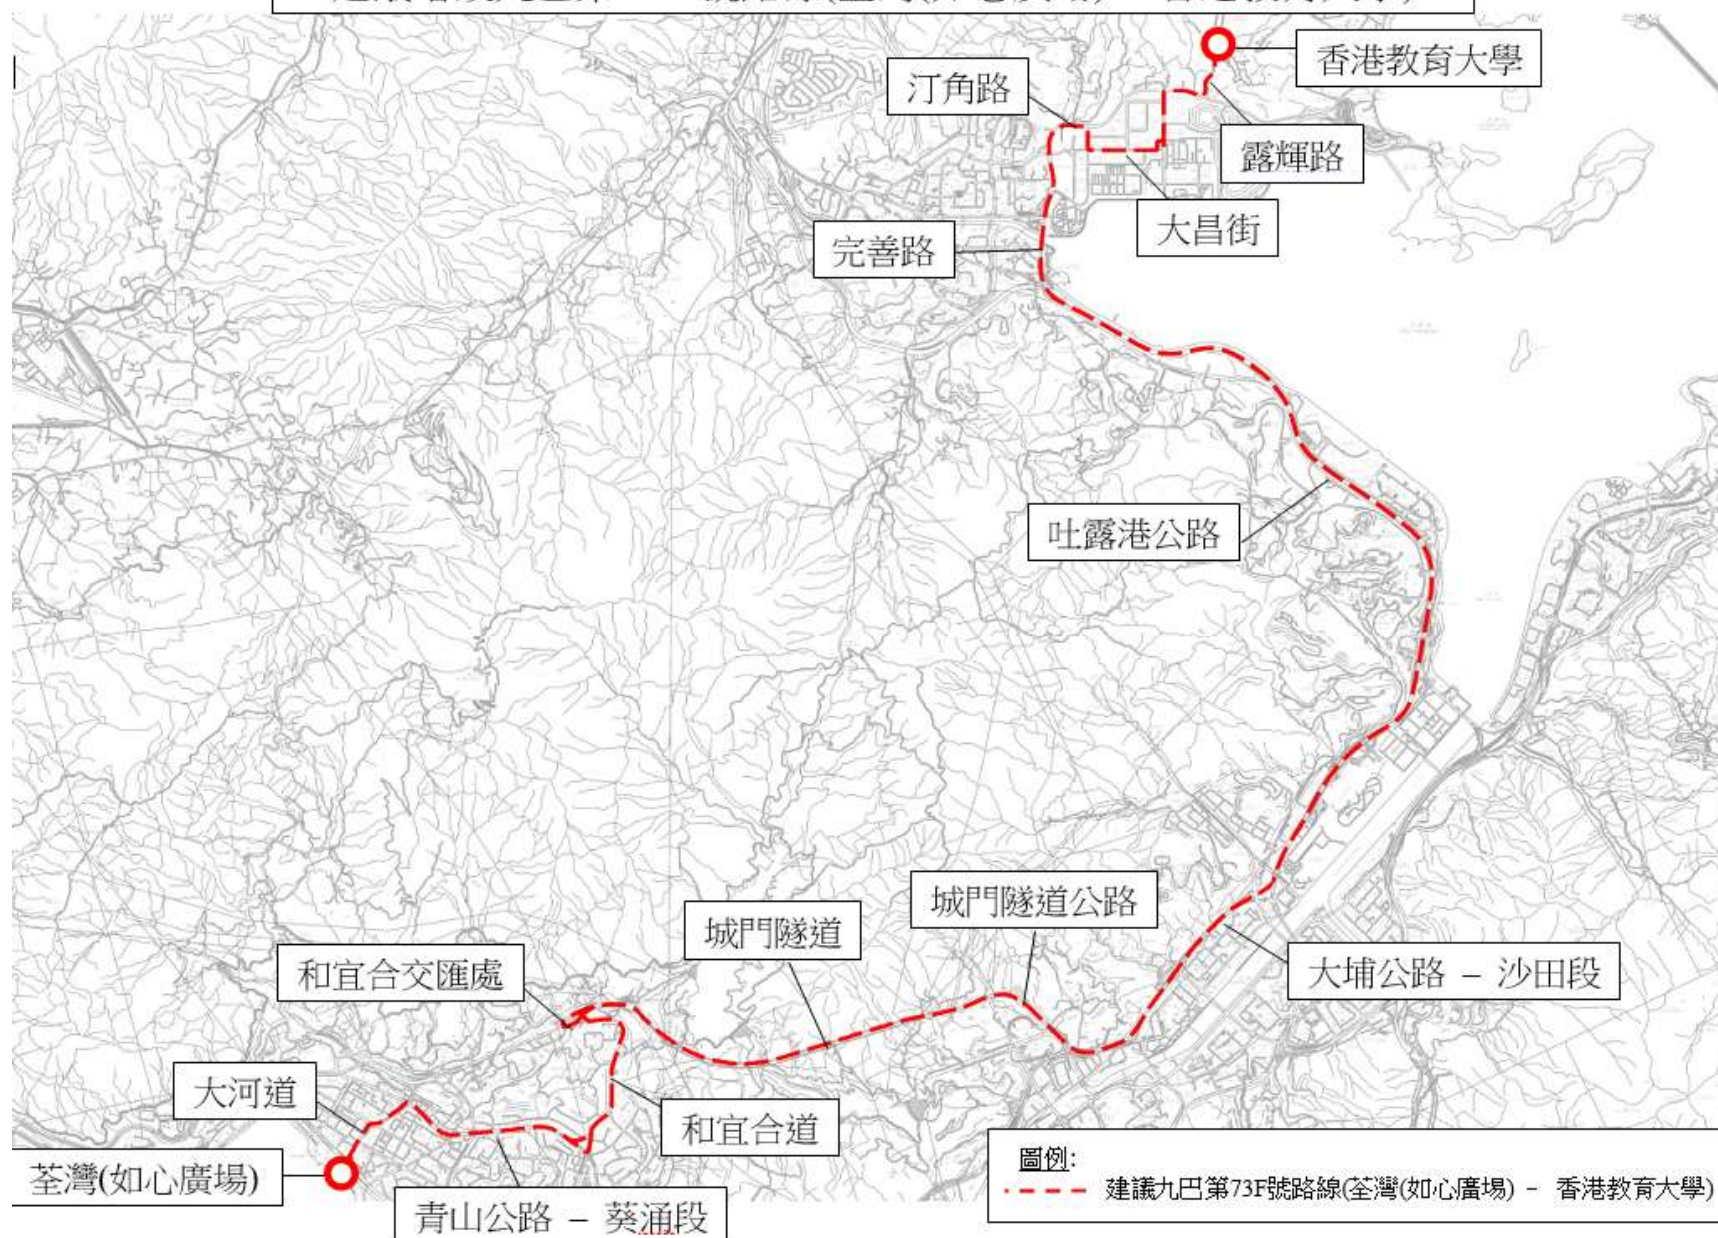 香港教育大學
汀角路
露輝路
大昌街
完善路
吐露港公路
城門隧道公路
城門隧道
大埔公路 – 沙田段
和宜合交匯處
大河道
和宜合道
荃灣(如心廣場)
青山公路 – 葵涌段
圖例:
建議九巴第73F號路線(荃灣(如心廣場) - 香港教育大學)